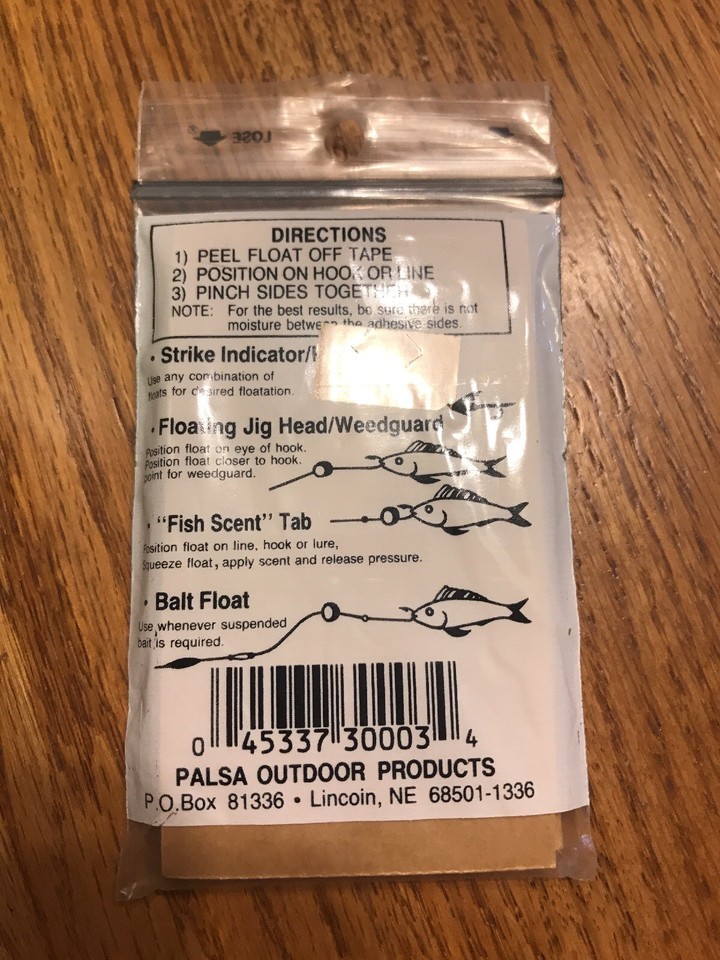 LOSE
DIRECTIONS
1) PEEL FLOAT OFF TAPE
2) POSITION ON HOOK OR LINE
3) PINCH SIDES TOGETHER
NOTE: For the best results, be sure there is not
moisture between the adhesive sides.
• Strike Indicator/
Use any combination of
floats for desired floatation.
• Floating Jig Head/Weedguard
Position float on eye of hook.
Position float closer to hook.
point for weedguard.
• "Fish Scent" Tab
Position float on line, hook or lure,
Squeeze float, apply scent and release pressure.
• Balt Float
Use whenever suspended
bait is required.
0 45337 30003 4
PALSA OUTDOOR PRODUCTS
P.O.Box 81336 • Lincoin, NE 68501-1336